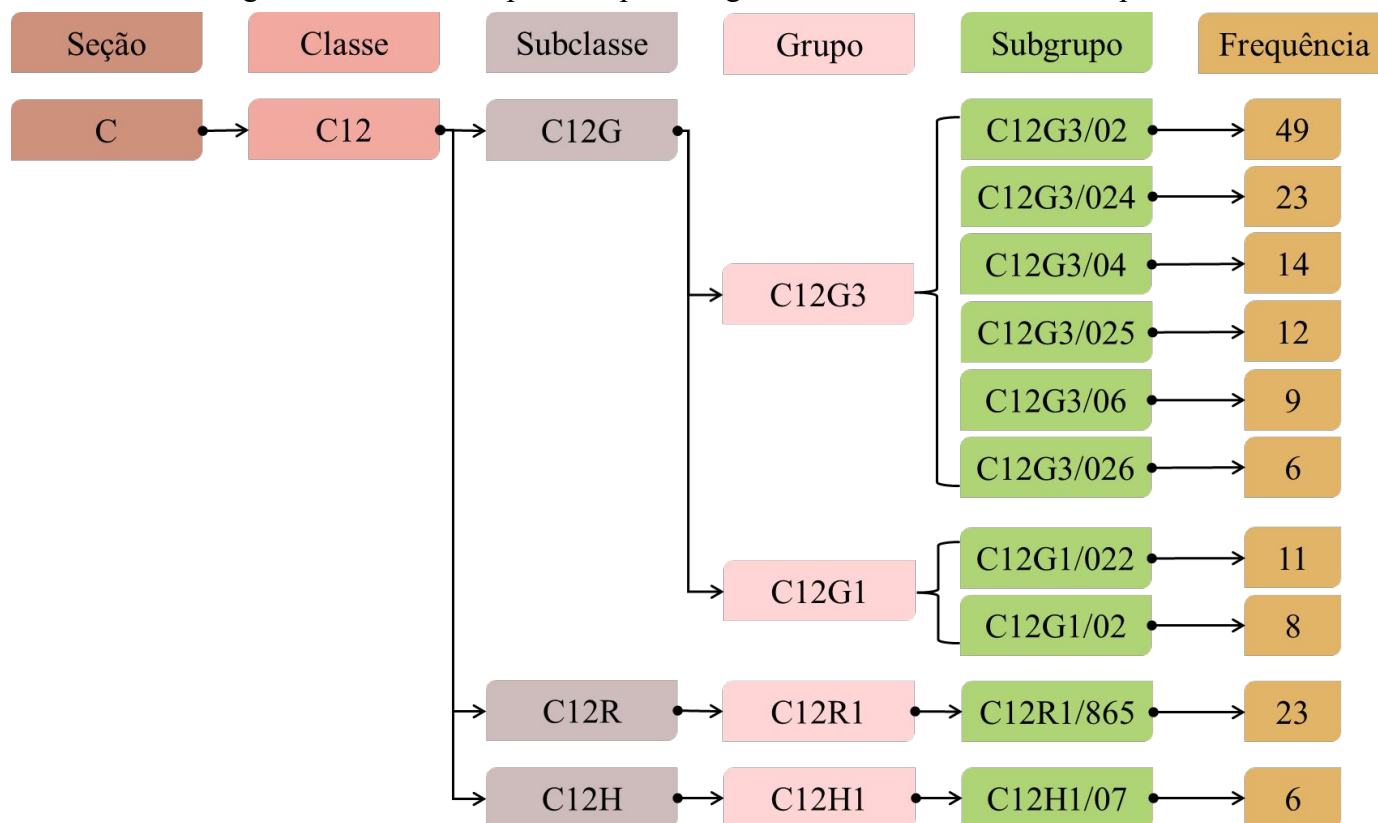 Seção Classe Subclasse Grupo Subgrupo Frequência
C C12 C12G C12G3/02 49
C12G3/024 23
C12G3/04 14
C12G3
C12G3/025 12
C12G3/06 9
C12G3/026 6
C12G1/022 11
C12G1
C12G1/02 8
C12R C12R1 C12R1/865 23
C12H C12H1 C12H1/07 6